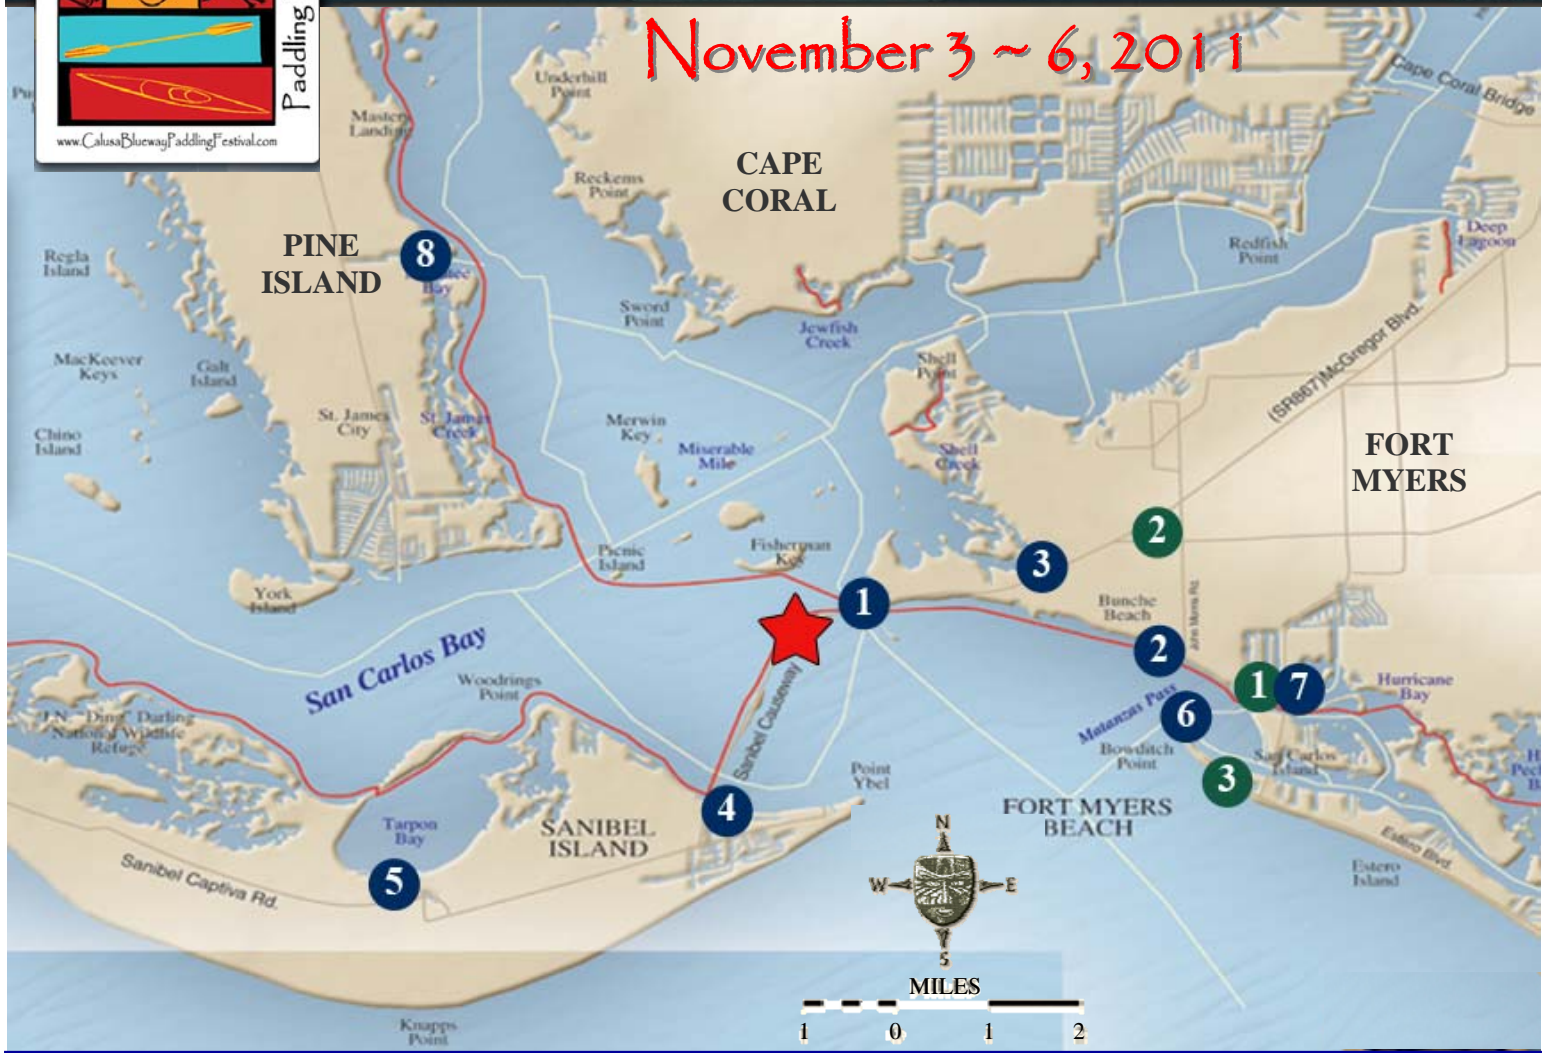 November 3 ~ 6, 2011
Paddling
www.CalusaBluewayPaddlingFestival.com
Underhill
Point
Cape Coral Bridge
Masters
Landing
CAPE
CORAL
Reckems
Point
PINE
ISLAND
8
Bay
Regla
Island
Redfish
Point
Deep
Lagoon
Sword
Point
Jewfish
Creek
(SR867) McGregor Blvd.
MacKeever
Keys
Galt
Island
Shell
Point
St. James
City
St. James
Creek
Merwin
Key
Miserable
Mile
Chino
Island
Shell
Creek
FORT
MYERS
2
Picnic
Island
Fisherman
Key
3
1
York
Island
Bunche
Beach
John Morris Rd.
2
San Carlos Bay
Woodrings
Point
1
7
Hurricane
Bay
Matanzas Pass
6
J.N. "Ding" Darling
National Wildlife
Refuge
Sanibel Causeway
Bowditch
Point
San Carlos
Island
Point
Ybel
3
4
FORT MYERS
BEACH
Tarpon
Bay
SANIBEL
ISLAND
Estero Blvd.
Estero
Island
Sanibel Captiva Rd.
5
N
W
E
S
MILES
1 0 1 2
Knapps
Point